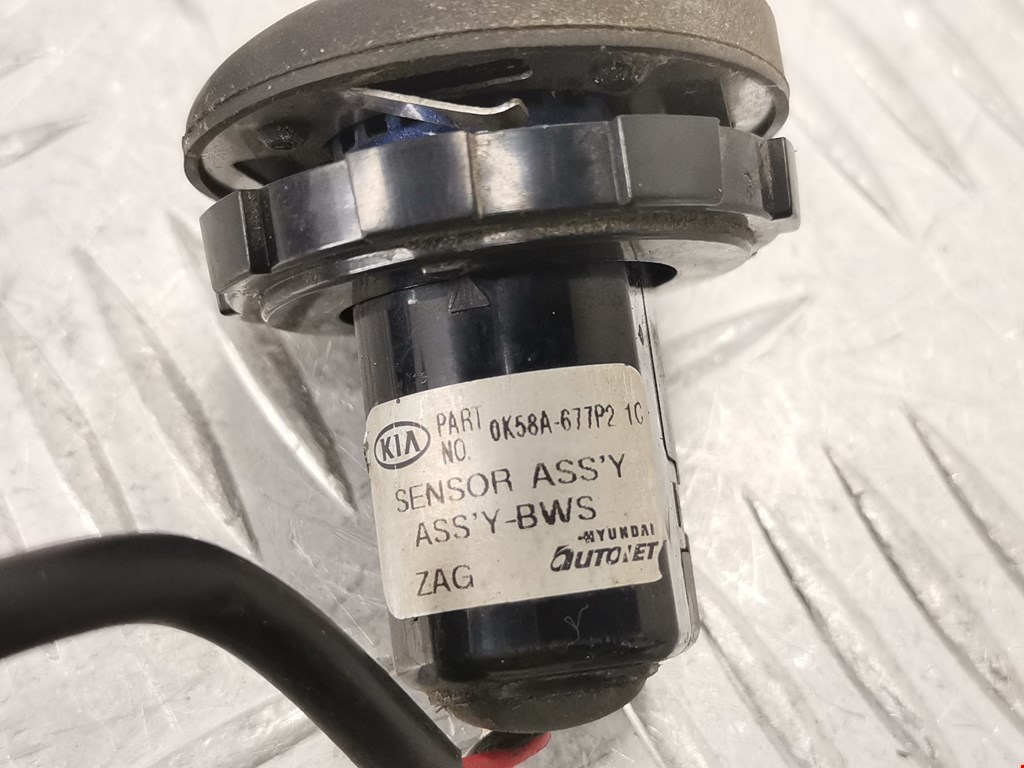 KIA PART NO. 0K58A-677P2 1C
SENSOR ASS'Y
ASS'Y-BWS
HYUNDAI
AUTONET
ZAG